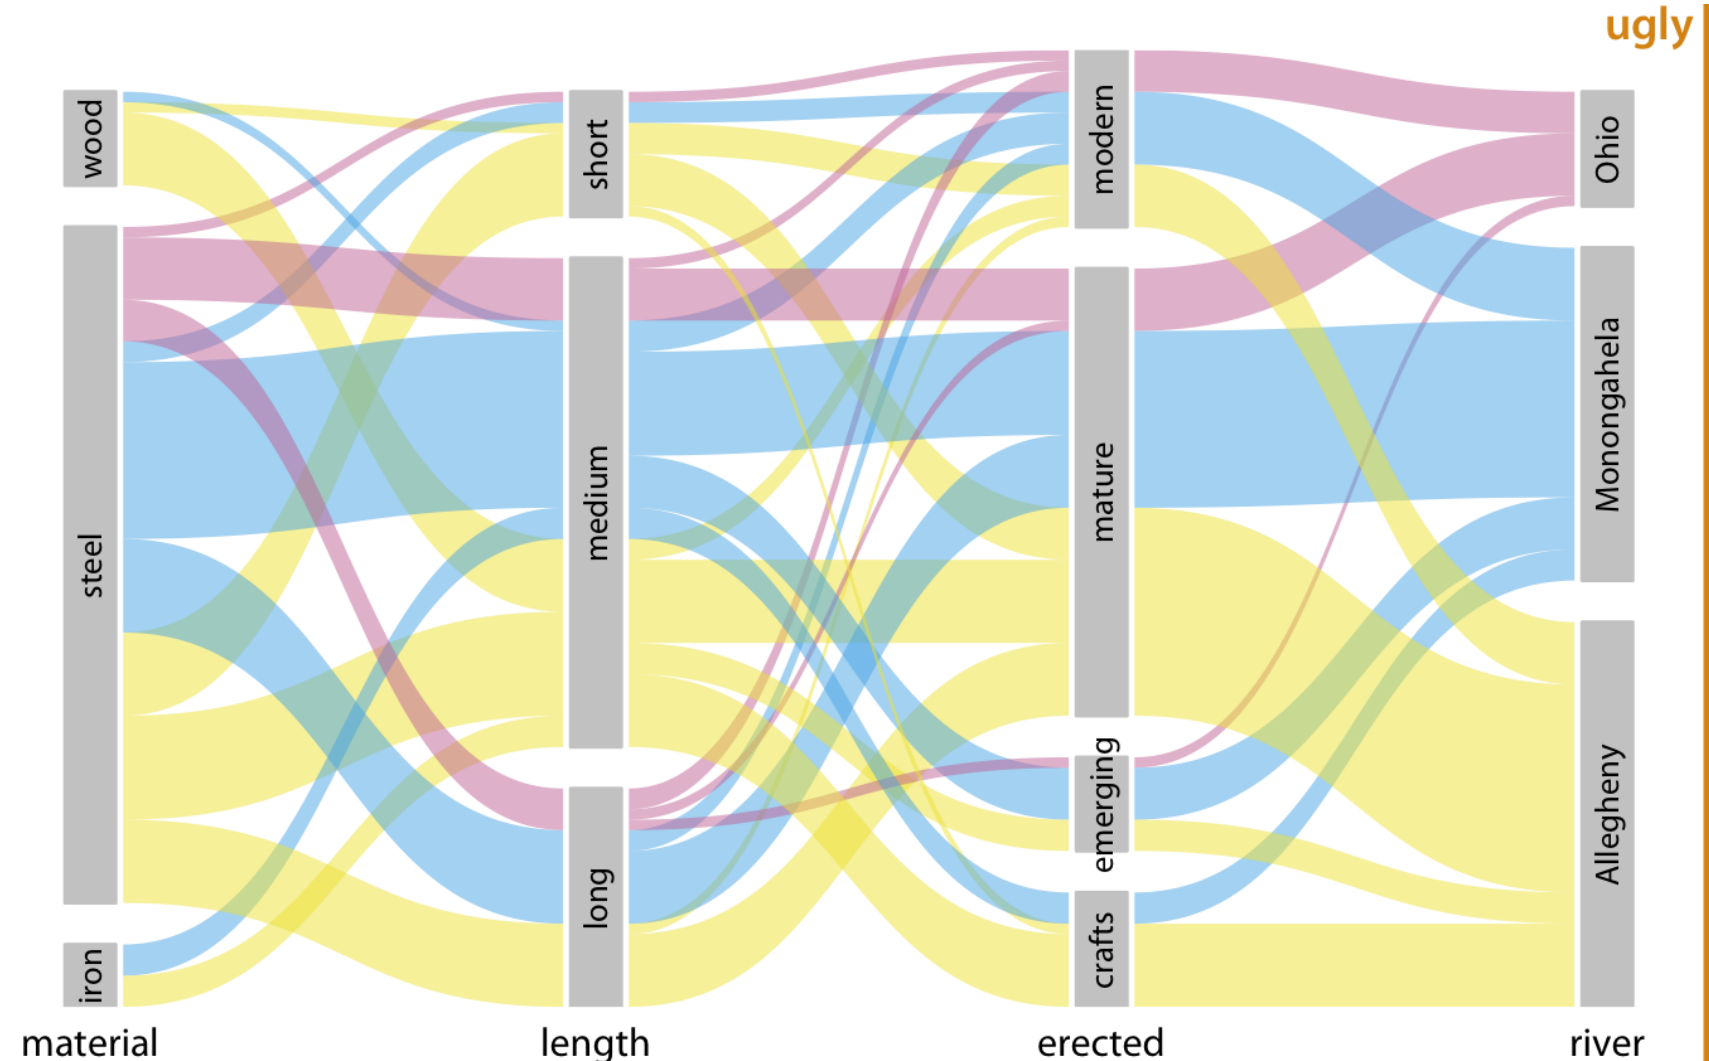 ugly
wood
steel
iron
short
medium
long
modern
mature
emerging
crafts
Ohio
Monongahela
Allegheny
material
length
erected
river